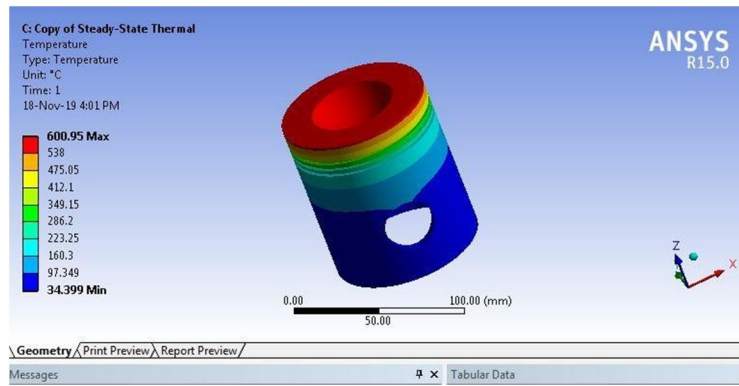 C: Copy of Steady-State Thermal
Temperature
Type: Temperature
Unit: °C
Time: 1
18-Nov-19 4:01 PM
ANSYS
R15.0
600.95 Max
538
475.05
412.1
349.15
286.2
223.25
160.3
97.349
34.399 Min
Z
X
0.00 100.00 (mm)
50.00
Geometry Print Preview Report Preview
Messages Tabular Data